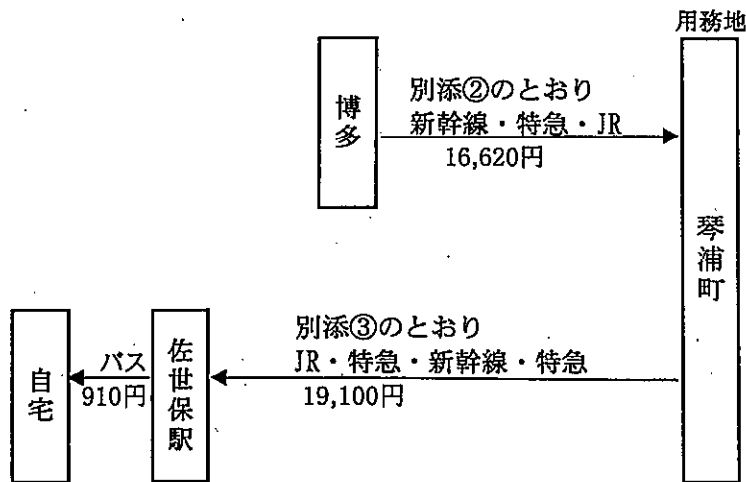 用務地
博多
別添②のとおり
新幹線・特急・JR
16,620円
琴浦町
別添③のとおり
JR・特急・新幹線・特急
19,100円
佐世保駅
バス
910円
自宅